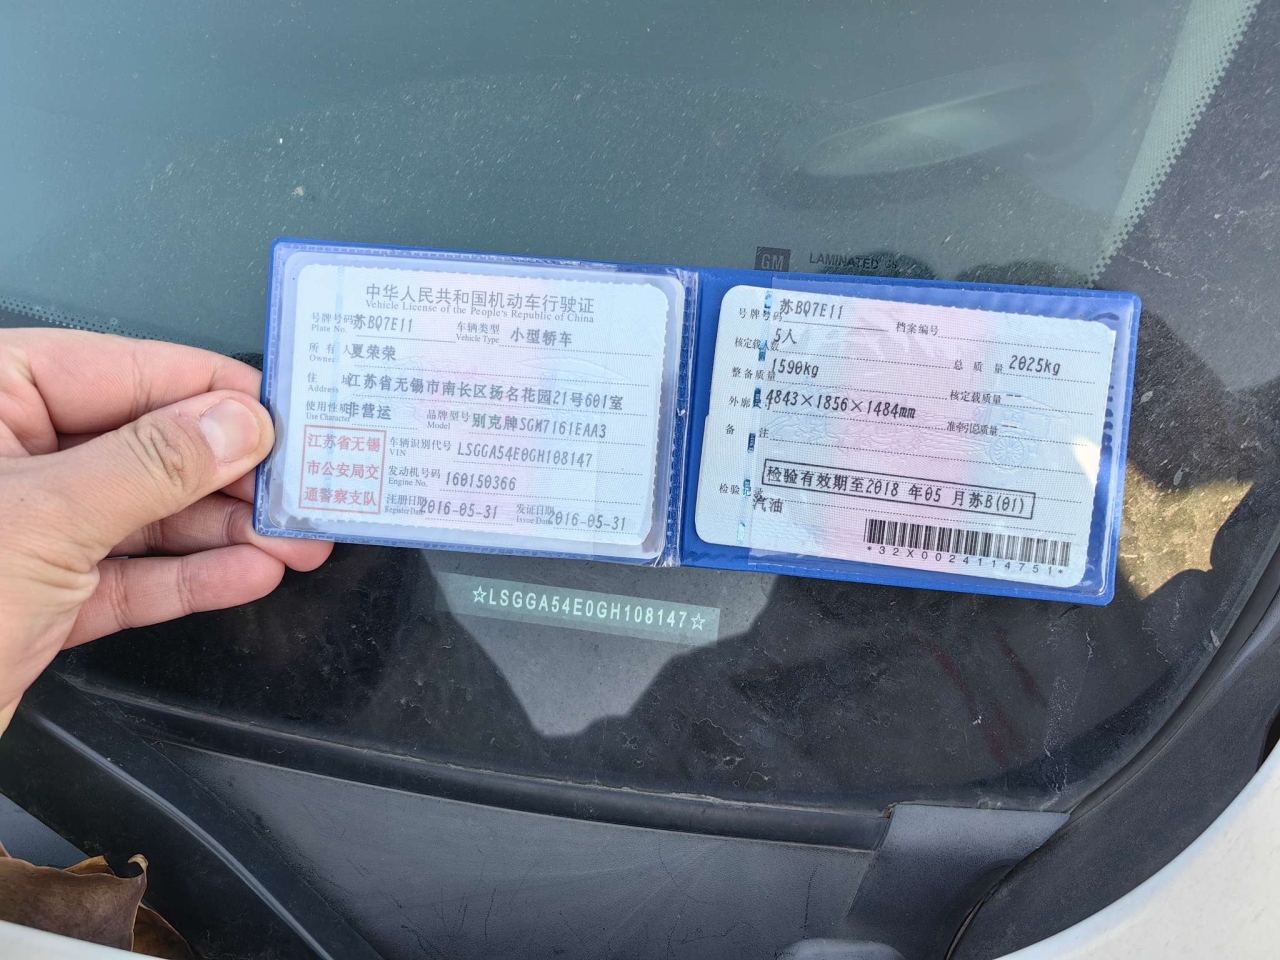 GM LAMINATED
中华人民共和国机动车行驶证
Vehicle License of the People's Republic of China
号牌号码 苏BQ7E11 车辆类型 小型轿车
Plate No. Vehicle Type
所有人 夏荣荣
Owner
住 址 江苏省无锡市南长区扬名花园21号601室
Address
使用性质 非营运 品牌型号 别克牌SGM7161EAA3
Use Character Model
江苏省无锡
市公安局交
通警察支队
车辆识别代号 LSGGA54E0GH108147
VIN
发动机号码 160150366
Engine No.
注册日期 2016-05-31 发证日期 2016-05-31
Register Date Issue Date
号牌号码 苏BQ7E11 档案编号
核定载人数 5人 总质量 2025kg
整备质量 1590kg 核定载质量 --
外廓尺寸 4843×1856×1484mm 准牵引总质量 --
备 注
检验有效期至2018 年05 月苏B(01)
检验记录
汽油
*32X0024114751*
☆LSGGA54E0GH108147☆